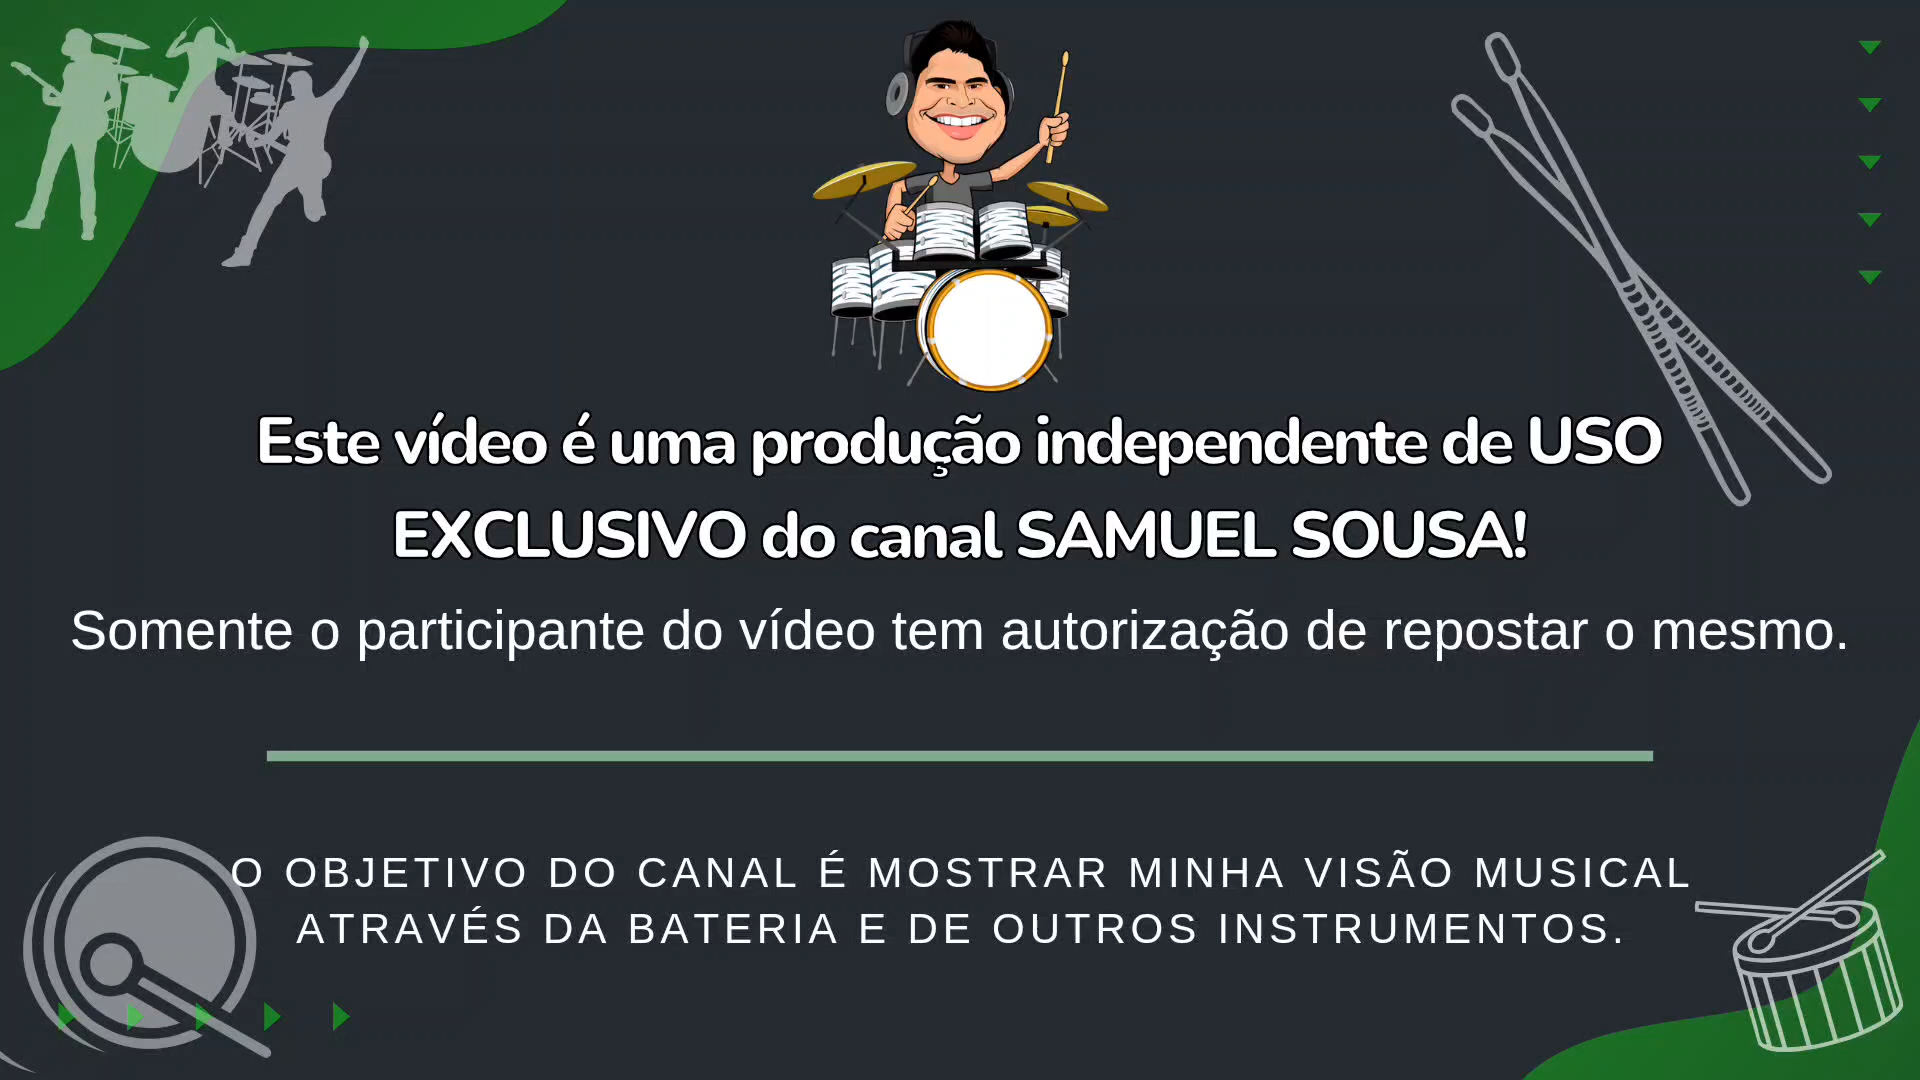 Este vídeo é uma produção independente de USO
EXCLUSIVO do canal SAMUEL SOUSA!
Somente o participante do vídeo tem autorização de repostar o mesmo.
O OBJETIVO DO CANAL É MOSTRAR MINHA VISÃO MUSICAL
ATRAVÉS DA BATERIA E DE OUTROS INSTRUMENTOS.